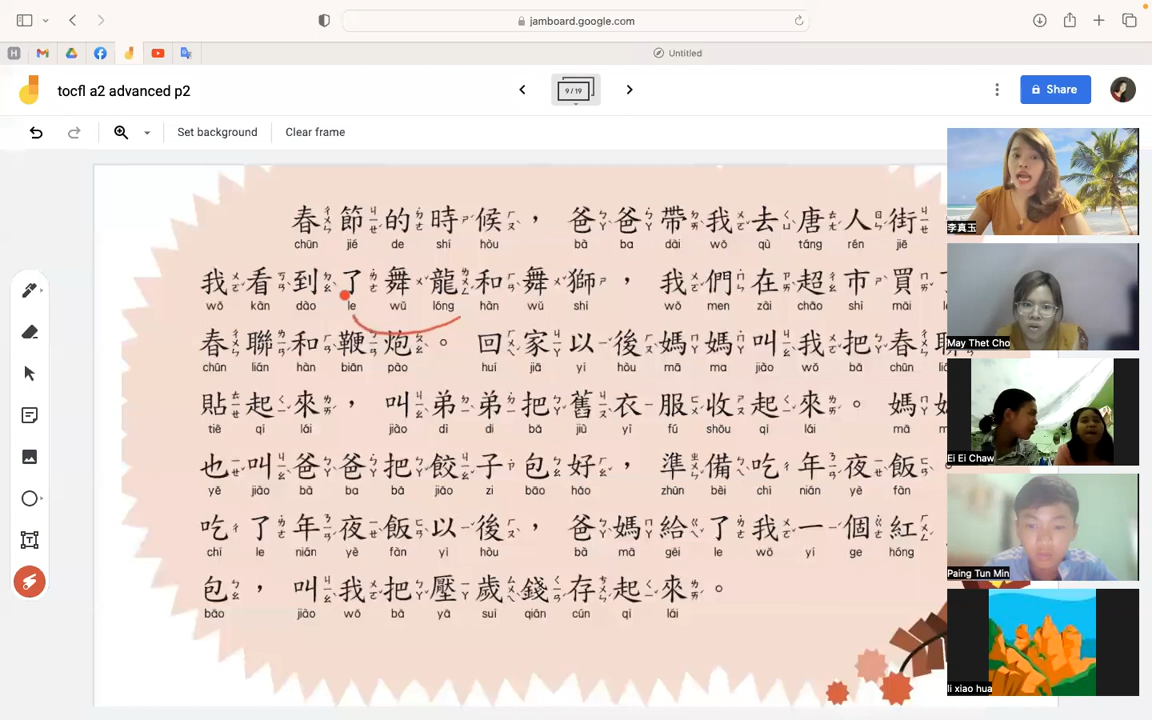 jamboard.google.com
Untitled
tocfl a2 advanced p2
9 / 19
Share
Set background
Clear frame
春節的時候，爸爸帶我去唐人街
chūn jié de shí hòu bà ba dài wǒ qù táng rén jiē
我看到了舞龍和舞獅，我們在超市買
wǒ kàn dào le wǔ lóng hàn wǔ shī wǒ men zài chāo shì mǎi
春聯和鞭炮。回家以後媽媽叫我把春
chūn lián hàn biān pào huí jiā yǐ hòu mā ma jiào wǒ bǎ chūn
貼起來，叫弟弟把舊衣服收起來。媽
tiē qǐ lái jiào dì di bǎ jiù yī fú shōu qǐ lái mā
也叫爸爸把餃子包好，準備吃年夜飯
yě jiào bà ba bǎ jiǎo zi bāo hǎo zhǔn bèi chī nián yè fàn
吃了年夜飯以後，爸媽給了我一個紅
chī le nián yè fàn yǐ hòu bà mā gěi le wǒ yí ge hóng
包，叫我把壓歲錢存起來。
bāo jiào wǒ bǎ yā suì qián cún qǐ lái
李真玉
May Thet Cho
Ei Ei Chaw
Paing Tun Min
li xiao hua